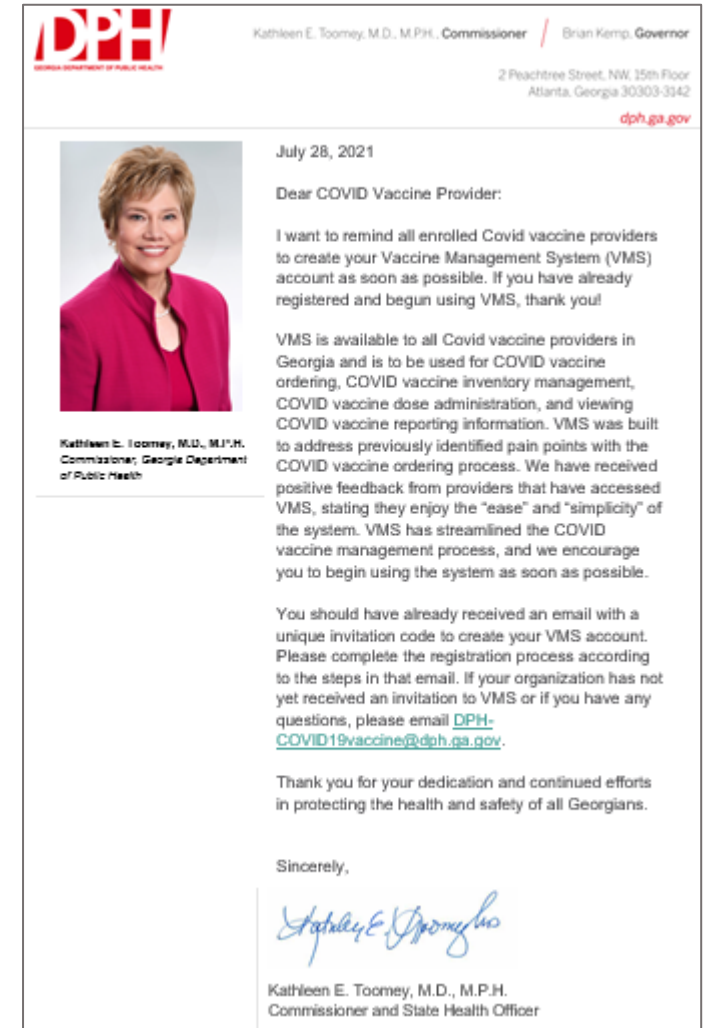 DPH
GEORGIA DEPARTMENT OF PUBLIC HEALTH
Kathleen E. Toomey, M.D., M.P.H., Commissioner / Brian Kemp, Governor
2 Peachtree Street, NW, 15th Floor
Atlanta, Georgia 30303-3142
dph.ga.gov
Kathleen E. Toomey, M.D., M.P.H.
Commissioner, Georgia Department
of Public Health
July 28, 2021
Dear COVID Vaccine Provider:
I want to remind all enrolled Covid vaccine providers
to create your Vaccine Management System (VMS)
account as soon as possible. If you have already
registered and begun using VMS, thank you!
VMS is available to all Covid vaccine providers in
Georgia and is to be used for COVID vaccine
ordering, COVID vaccine inventory management,
COVID vaccine dose administration, and viewing
COVID vaccine reporting information. VMS was built
to address previously identified pain points with the
COVID vaccine ordering process. We have received
positive feedback from providers that have accessed
VMS, stating they enjoy the “ease” and “simplicity” of
the system. VMS has streamlined the COVID
vaccine management process, and we encourage
you to begin using the system as soon as possible.
You should have already received an email with a
unique invitation code to create your VMS account.
Please complete the registration process according
to the steps in that email. If your organization has not
yet received an invitation to VMS or if you have any
questions, please email DPH-
COVID19vaccine@dph.ga.gov.
Thank you for your dedication and continued efforts
in protecting the health and safety of all Georgians.
Sincerely,
Kathleen E. Toomey, M.D., M.P.H.
Commissioner and State Health Officer